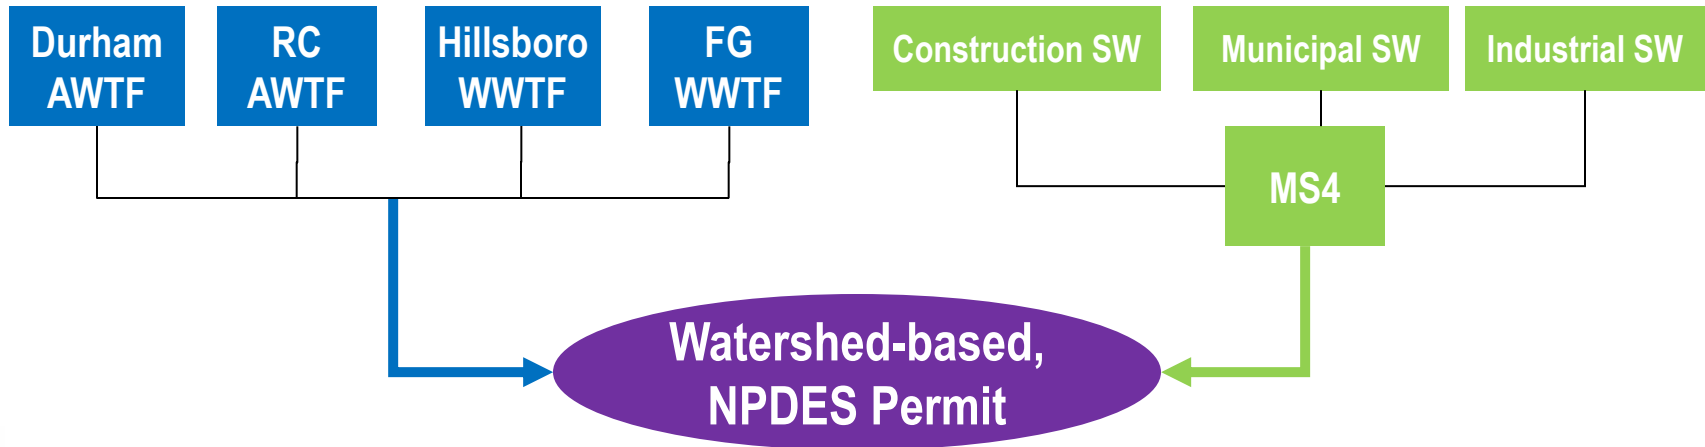 Durham
AWTF
RC
AWTF
Hillsboro
WWTF
FG
WWTF
Construction SW
Municipal SW
Industrial SW
MS4
Watershed-based,
NPDES Permit